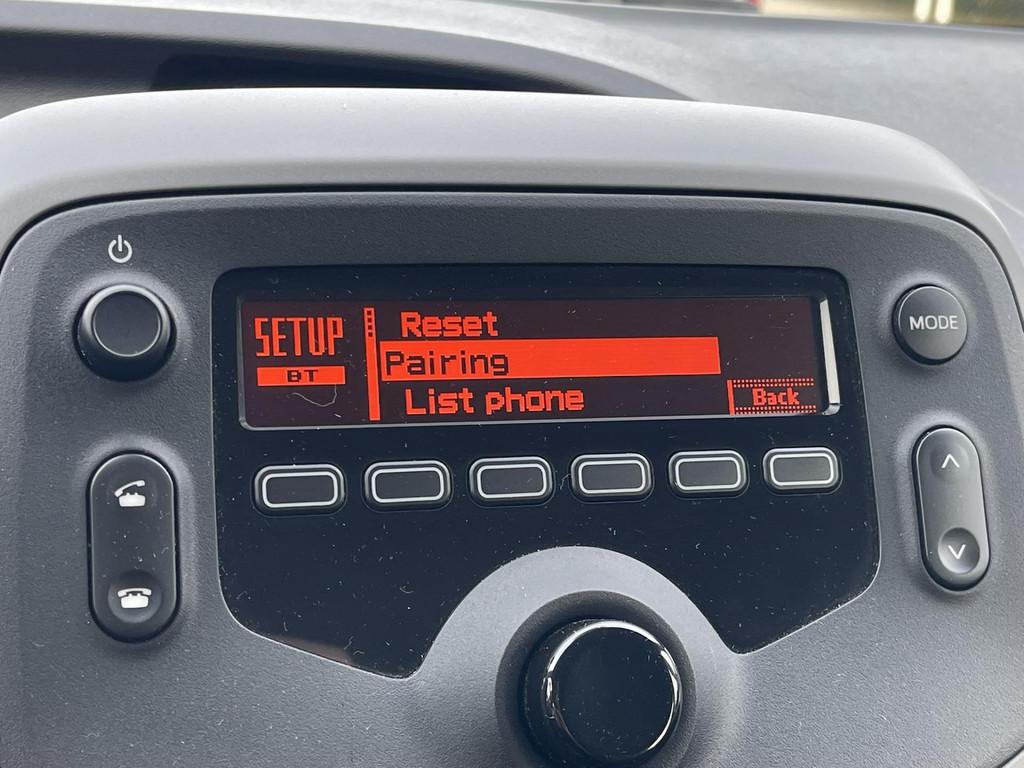 SETUP
BT
Reset
Pairing
List phone
Back
MODE